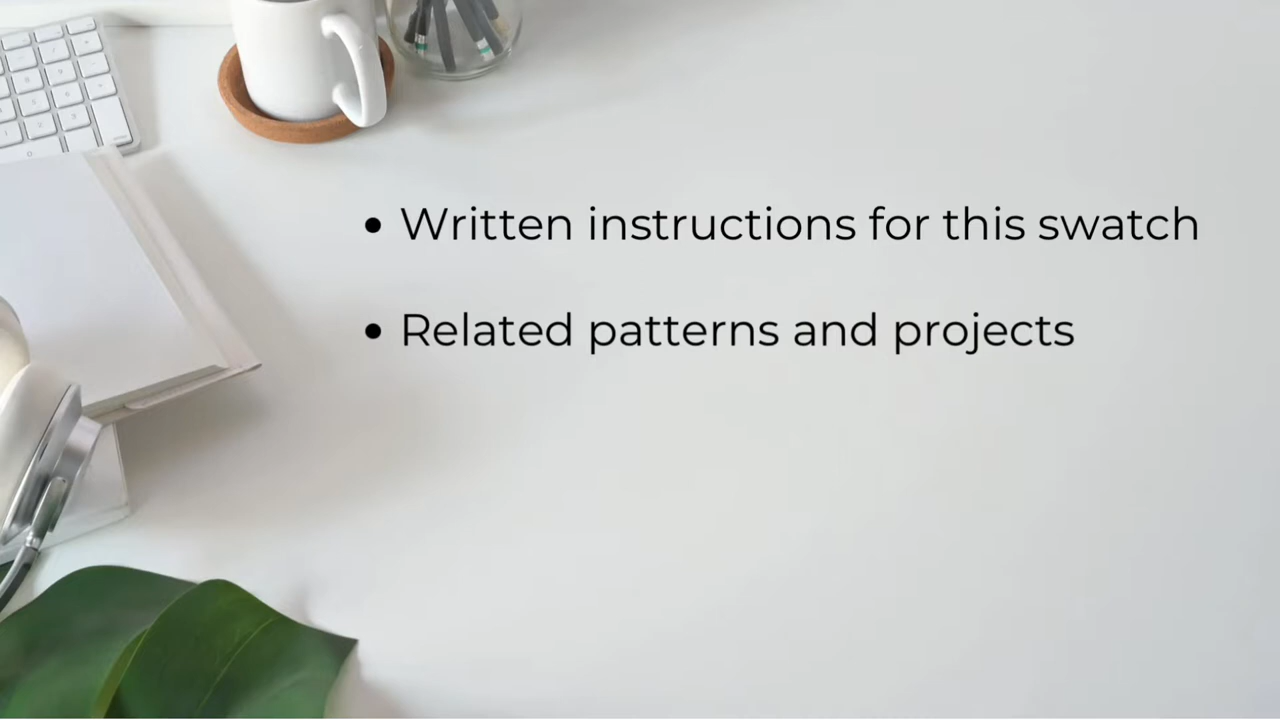 • Written instructions for this swatch
• Related patterns and projects